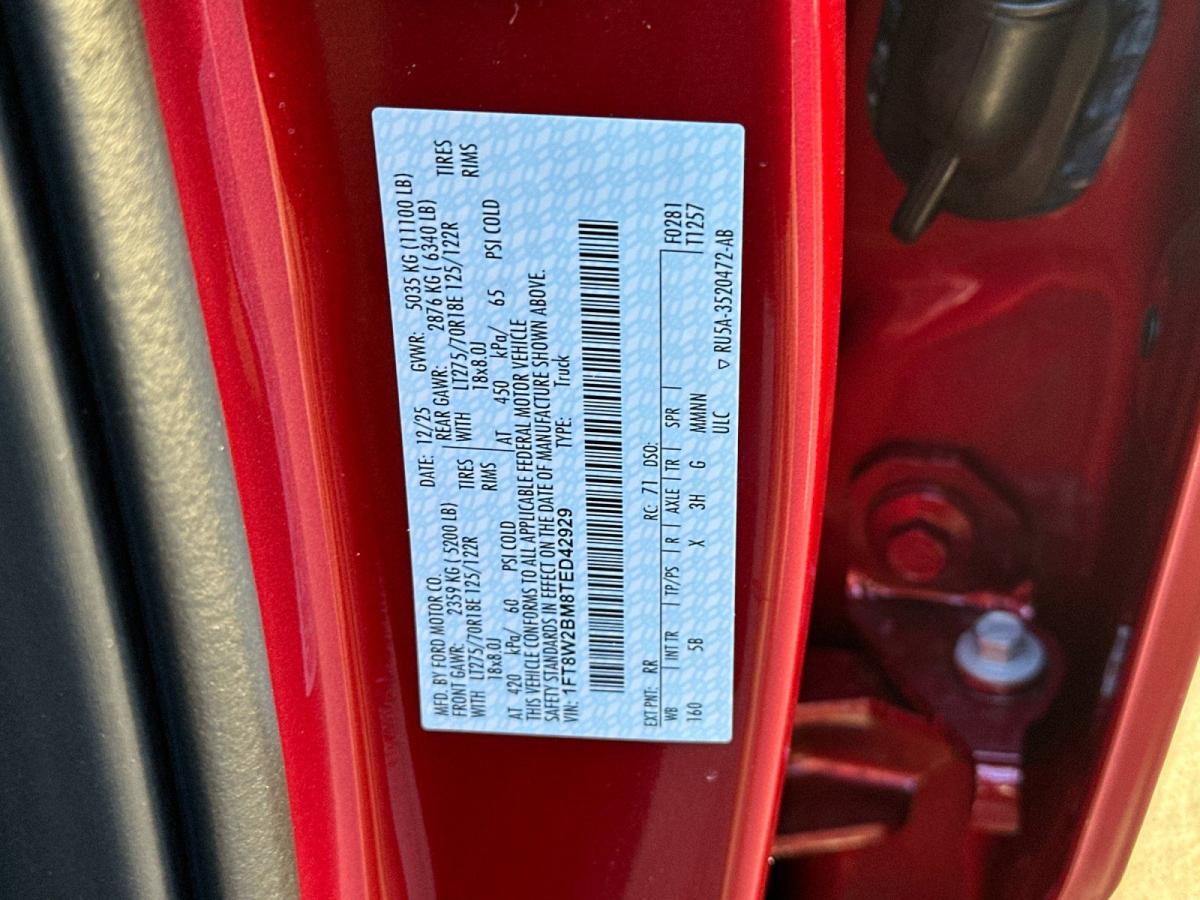 MFD. BY FORD MOTOR CO. DATE: 12/25 GVWR: 5035 KG (11100 LB)
FRONT GAWR: 2359 KG (5200 LB) REAR GAWR: 2876 KG (6340 LB)
WITH LT275/70R18E 125/122R TIRES WITH LT275/70R18E 125/122R TIRES
18x8.0J RIMS 18x8.0J RIMS
AT 420 kPa/ 60 PSI COLD AT 450 kPa/ 65 PSI COLD
THIS VEHICLE CONFORMS TO ALL APPLICABLE FEDERAL MOTOR VEHICLE
SAFETY STANDARDS IN EFFECT ON THE DATE OF MANUFACTURE SHOWN ABOVE.
VIN: 1FT8W2BM8TED42929 TYPE: Truck
EXT PNT: RR RC: 71 DSO: F0281
WB INT TR TP/PS R AXLE TR SPR T1257
160 5B X 3H G MMNN
ULC ▽ RU5A-3520472-AB